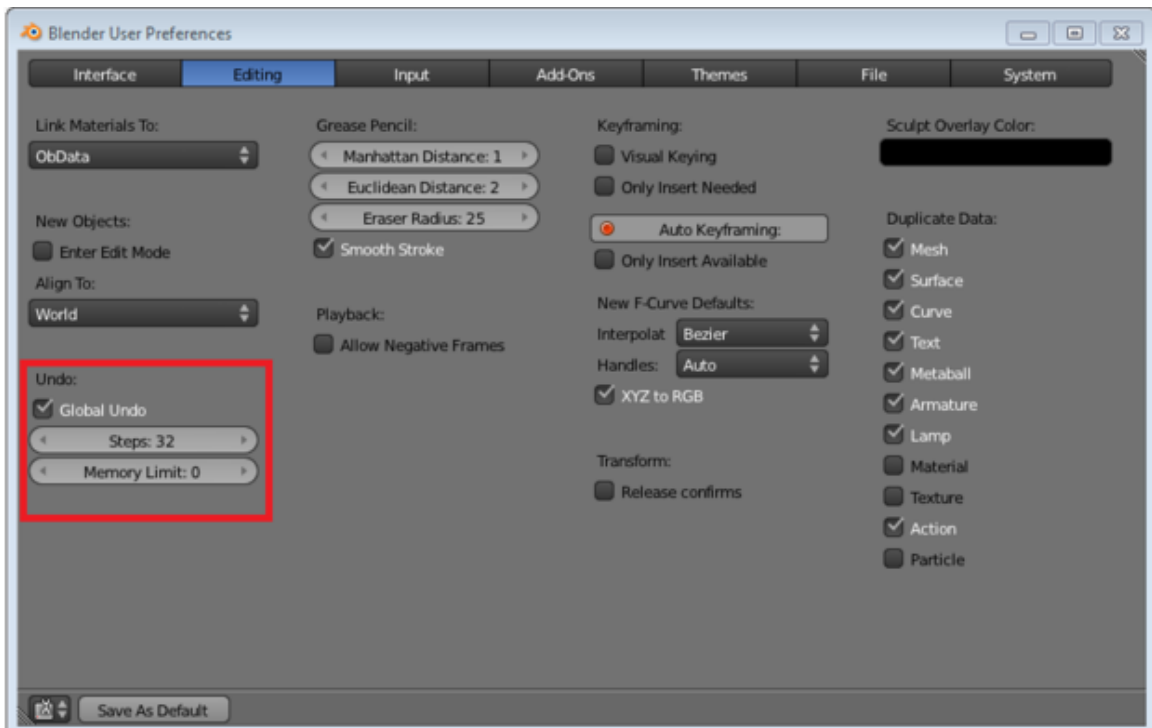 Blender User Preferences
Interface Editing Input Add-Ons Themes File System
Link Materials To:
ObData
New Objects:
Enter Edit Mode
Align To:
World
Undo:
Global Undo
Steps: 32
Memory Limit: 0
Grease Pencil:
Manhattan Distance: 1
Euclidean Distance: 2
Eraser Radius: 25
Smooth Stroke
Playback:
Allow Negative Frames
Keyframing:
Visual Keying
Only Insert Needed
Auto Keyframing:
Only Insert Available
New F-Curve Defaults:
Interpolat Bezier
Handles: Auto
XYZ to RGB
Transform:
Release confirms
Sculpt Overlay Color:
Duplicate Data:
Mesh
Surface
Curve
Text
Metaball
Armature
Lamp
Material
Texture
Action
Particle
Save As Default